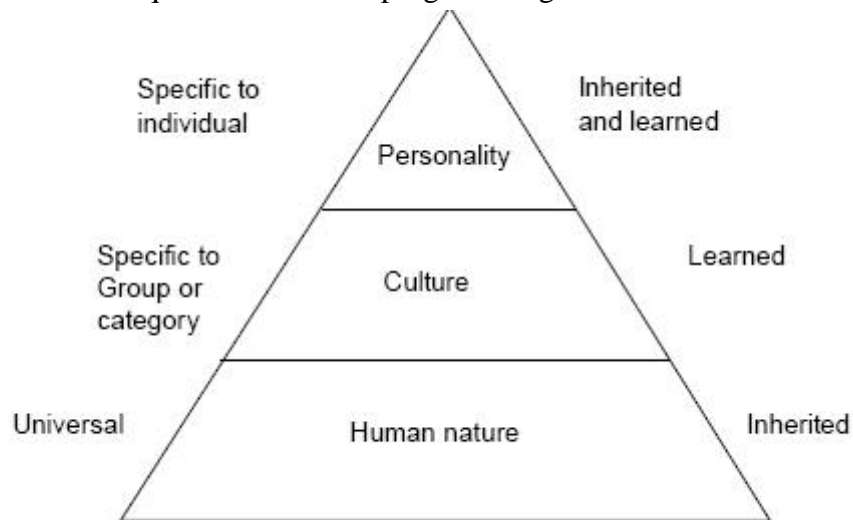 Specific to
individual
Inherited
and learned
Personality
Specific to
Group or
category
Culture
Learned
Universal
Human nature
Inherited